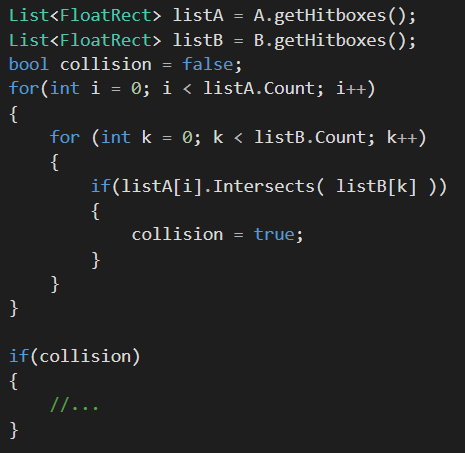 List<FloatRect> listA = A.getHitboxes();
List<FloatRect> listB = B.getHitboxes();
bool collision = false;
for(int i = 0; i < listA.Count; i++)
{
    for (int k = 0; k < listB.Count; k++)
    {
        if(listA[i].Intersects( listB[k] ))
        {
            collision = true;
        }
    }
}

if(collision)
{
    //...
}